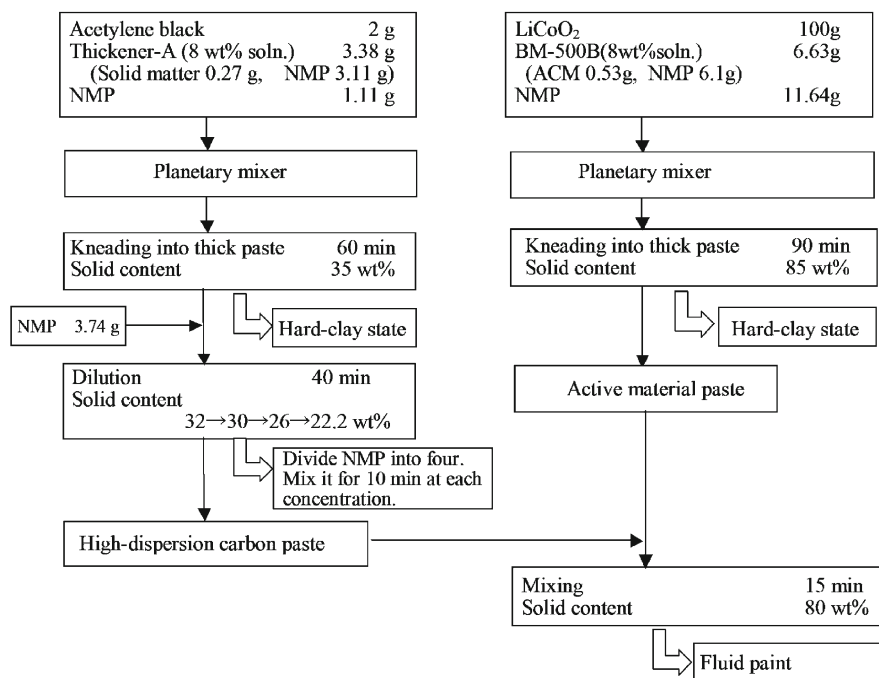 Acetylene black 2 g
Thickener-A (8 wt% soln.) 3.38 g
(Solid matter 0.27 g, NMP 3.11 g)
NMP 1.11 g
Planetary mixer
Kneading into thick paste 60 min
Solid content 35 wt%
NMP 3.74 g
Hard-clay state
Dilution 40 min
Solid content
32→30→26→22.2 wt%
Divide NMP into four.
Mix it for 10 min at each
concentration.
High-dispersion carbon paste
LiCoO₂ 100g
BM-500B(8wt%soln.) 6.63g
(ACM 0.53g, NMP 6.1g)
NMP 11.64g
Planetary mixer
Kneading into thick paste 90 min
Solid content 85 wt%
Hard-clay state
Active material paste
Mixing 15 min
Solid content 80 wt%
Fluid paint